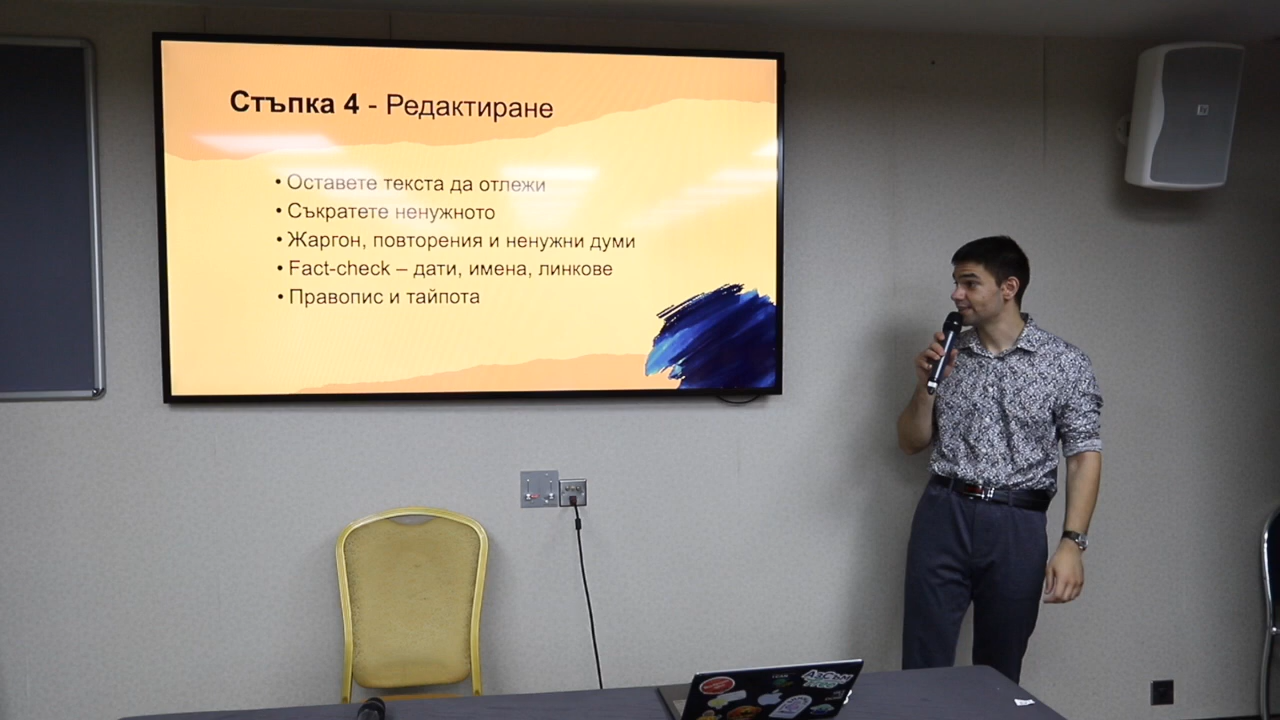 Стъпка 4 - Редактиране
• Оставете текста да отлежи
• Съкратете ненужното
• Жаргон, повторения и ненужни думи
• Fact-check – дати, имена, линкове
• Правопис и тайпота